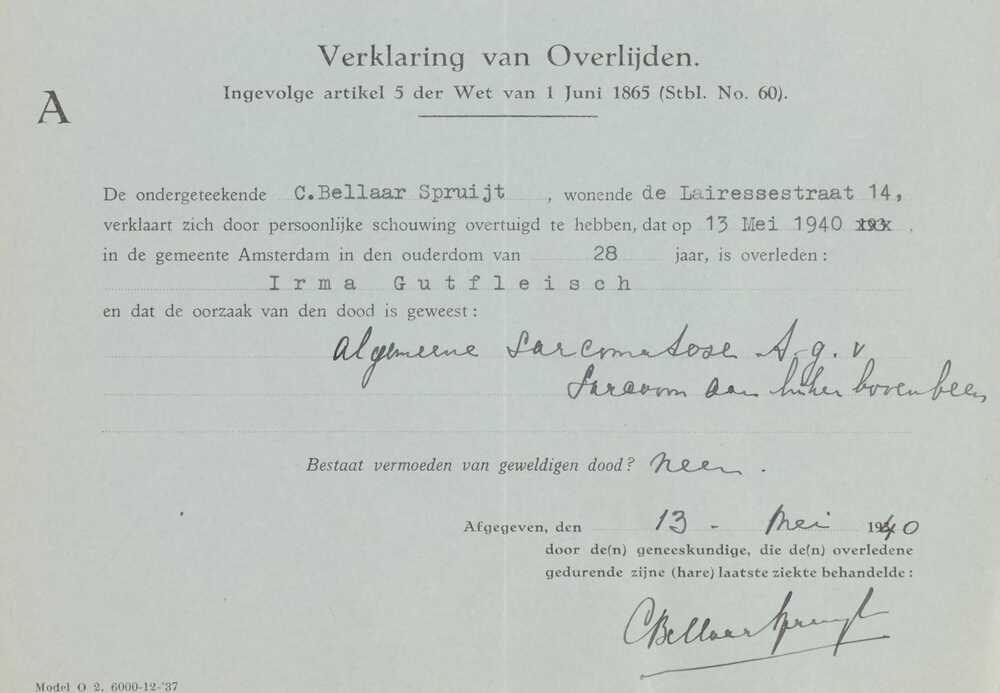 Verklaring van Overlijden.
Ingevolge artikel 5 der Wet van 1 Juni 1865 (Stbl. No. 60).
A
De ondergeteekende C.Bellaar Spruijt , wonende de Lairessestraat 14,
verklaart zich door persoonlijke schouwing overtuigd te hebben, dat op 13 Mei 1940 193x .
in de gemeente Amsterdam in den ouderdom van 28 jaar, is overleden :
Irma Gutfleisch
en dat de oorzaak van den dood is geweest :
algemeene sarcomatose t.g.v
sarcoom aan linker bovenbeen
Bestaat vermoeden van geweldigen dood? Neen.
Afgegeven, den 13 - Mei 1940
door de(n) geneeskundige, die de(n) overledene
gedurende zijne (hare) laatste ziekte behandelde :
CBellaar Spruijt
Model O 2. 6000-12-'37